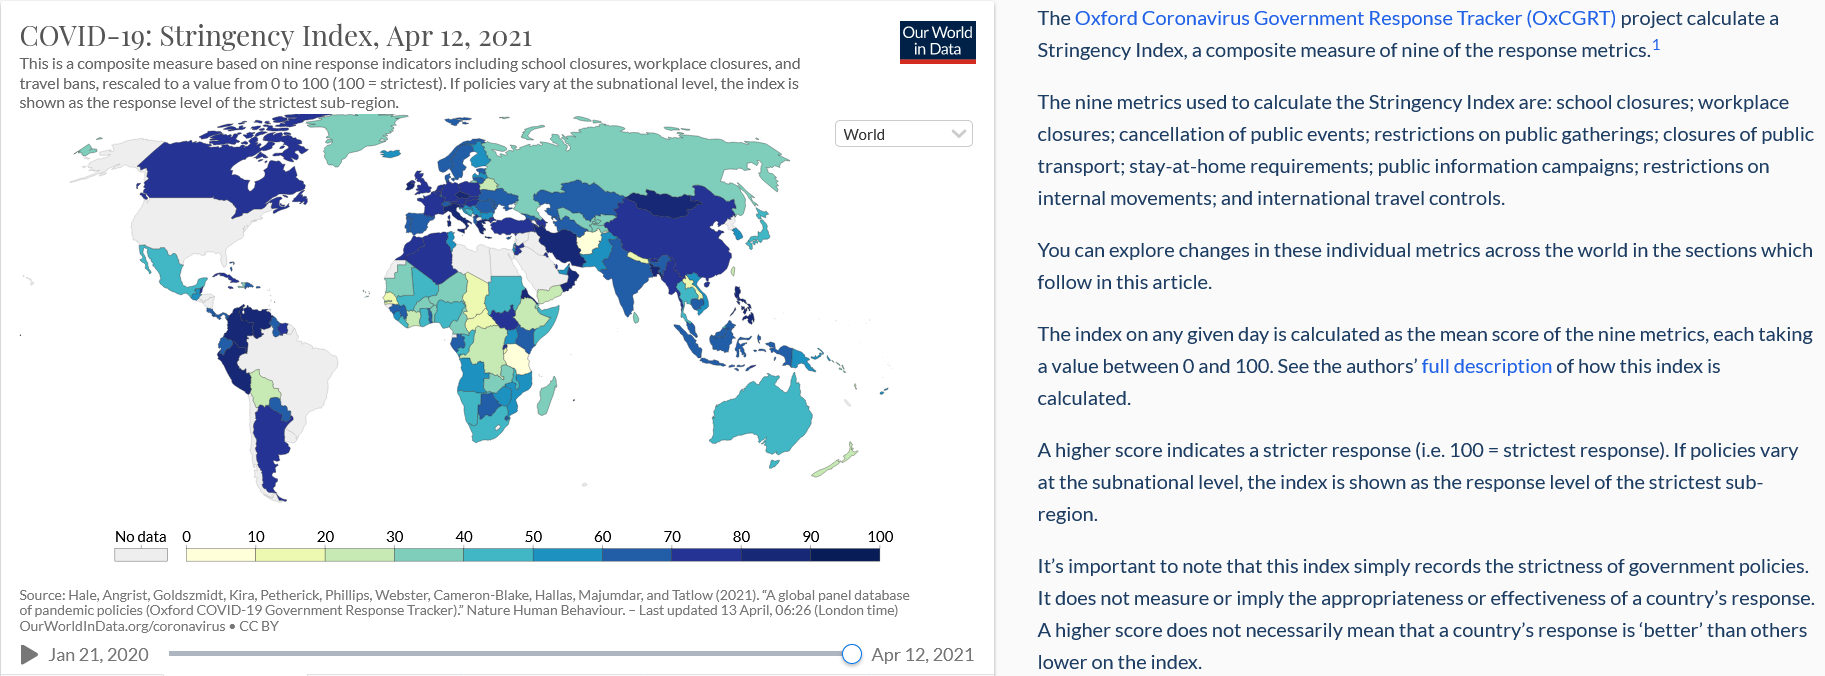 COVID-19: Stringency Index, Apr 12, 2021
Our World
in Data
This is a composite measure based on nine response indicators including school closures, workplace closures, and
travel bans, rescaled to a value from 0 to 100 (100 = strictest). If policies vary at the subnational level, the index is
shown as the response level of the strictest sub-region.
World
No data 0 10 20 30 40 50 60 70 80 90 100
Source: Hale, Angrist, Goldszmidt, Kira, Petherick, Phillips, Webster, Cameron-Blake, Hallas, Majumdar, and Tatlow (2021). "A global panel database
of pandemic policies (Oxford COVID-19 Government Response Tracker)." Nature Human Behaviour. – Last updated 13 April, 06:26 (London time)
OurWorldInData.org/coronavirus • CC BY
Jan 21, 2020 Apr 12, 2021
The Oxford Coronavirus Government Response Tracker (OxCGRT) project calculate a
Stringency Index, a composite measure of nine of the response metrics.1
The nine metrics used to calculate the Stringency Index are: school closures; workplace
closures; cancellation of public events; restrictions on public gatherings; closures of public
transport; stay-at-home requirements; public information campaigns; restrictions on
internal movements; and international travel controls.
You can explore changes in these individual metrics across the world in the sections which
follow in this article.
The index on any given day is calculated as the mean score of the nine metrics, each taking
a value between 0 and 100. See the authors’ full description of how this index is
calculated.
A higher score indicates a stricter response (i.e. 100 = strictest response). If policies vary
at the subnational level, the index is shown as the response level of the strictest sub-
region.
It’s important to note that this index simply records the strictness of government policies.
It does not measure or imply the appropriateness or effectiveness of a country’s response.
A higher score does not necessarily mean that a country’s response is ‘better’ than others
lower on the index.